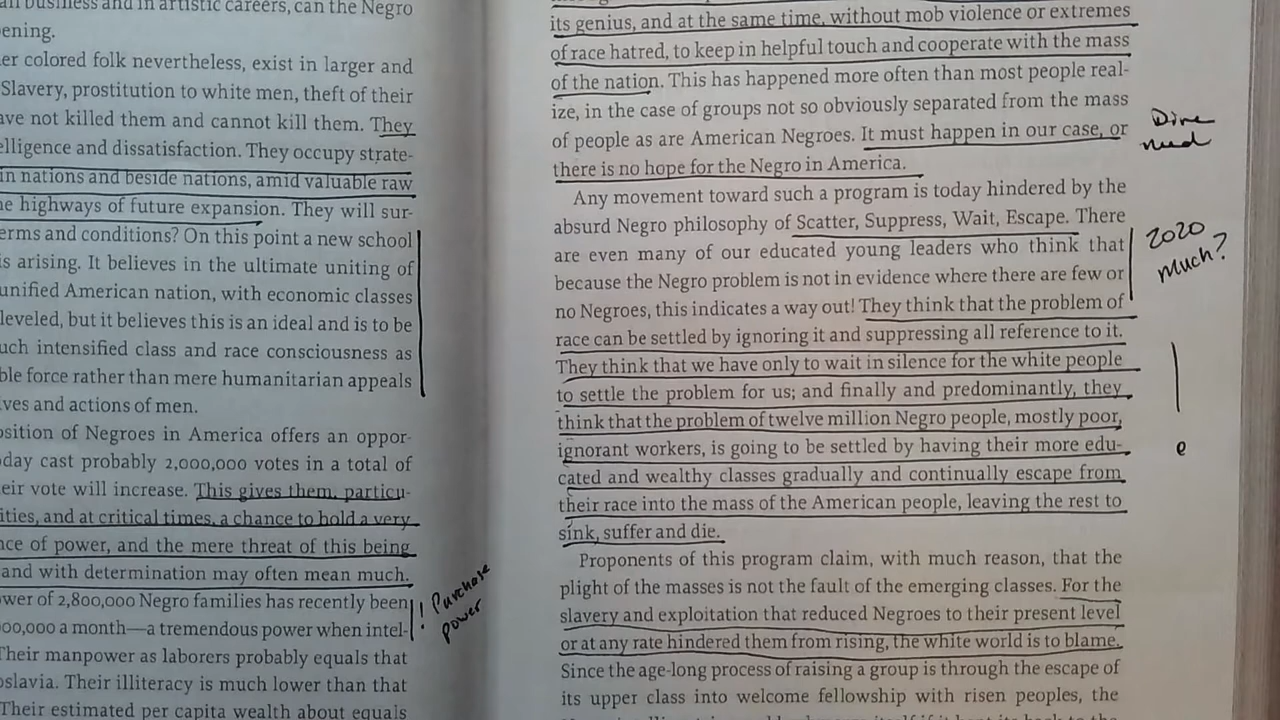 all business and in artistic careers, can the Negro
ening.
er colored folk nevertheless, exist in larger and
Slavery, prostitution to white men, theft of their
ave not killed them and cannot kill them. They
elligence and dissatisfaction. They occupy strate-
in nations and beside nations, amid valuable raw
e highways of future expansion. They will sur-
erms and conditions? On this point a new school
is arising. It believes in the ultimate uniting of
unified American nation, with economic classes
leveled, but it believes this is an ideal and is to be
uch intensified class and race consciousness as
ble force rather than mere humanitarian appeals
ves and actions of men.
osition of Negroes in America offers an oppor-
day cast probably 2,000,000 votes in a total of
eir vote will increase. This gives them, particu-
ities, and at critical times, a chance to hold a very
nce of power, and the mere threat of this being
and with determination may often mean much.
ower of 2,800,000 Negro families has recently been
00,000 a month—a tremendous power when intel-
Their manpower as laborers probably equals that
oslavia. Their illiteracy is much lower than that
Their estimated per capita wealth about equals
!! Purchase
power
its genius, and at the same time, without mob violence or extremes
of race hatred, to keep in helpful touch and cooperate with the mass
of the nation. This has happened more often than most people real-
ize, in the case of groups not so obviously separated from the mass
of people as are American Negroes. It must happen in our case, or
there is no hope for the Negro in America.
Any movement toward such a program is today hindered by the
absurd Negro philosophy of Scatter, Suppress, Wait, Escape. There
are even many of our educated young leaders who think that
because the Negro problem is not in evidence where there are few or
no Negroes, this indicates a way out! They think that the problem of
race can be settled by ignoring it and suppressing all reference to it.
They think that we have only to wait in silence for the white people
to settle the problem for us; and finally and predominantly, they
think that the problem of twelve million Negro people, mostly poor,
ignorant workers, is going to be settled by having their more edu-
cated and wealthy classes gradually and continually escape from
their race into the mass of the American people, leaving the rest to
sink, suffer and die.
Proponents of this program claim, with much reason, that the
plight of the masses is not the fault of the emerging classes. For the
slavery and exploitation that reduced Negroes to their present level
or at any rate hindered them from rising, the white world is to blame.
Since the age-long process of raising a group is through the escape of
its upper class into welcome fellowship with risen peoples, the
Dire
need
2020
much?